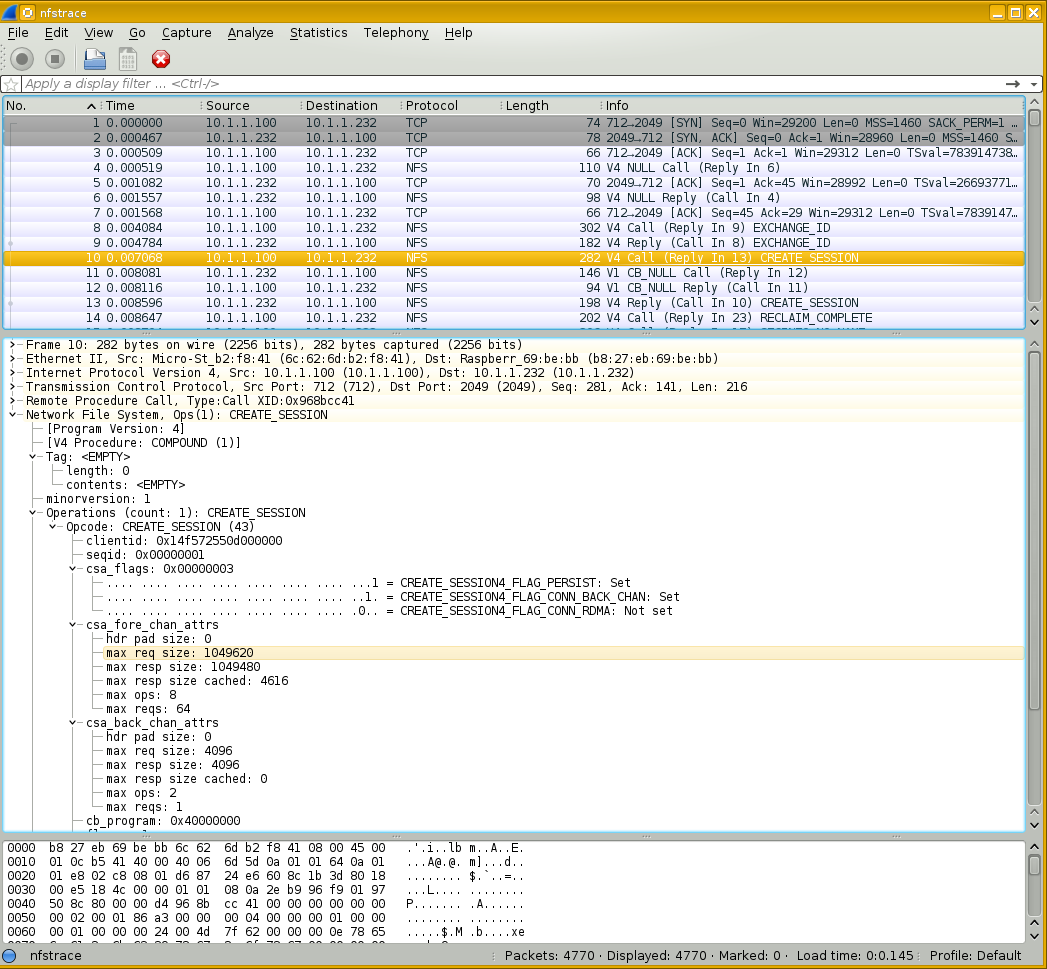 nfstrace
File Edit View Go Capture Analyze Statistics Telephony Help
Apply a display filter ... <Ctrl-/>
No. Time Source Destination Protocol Length Info
1 0.000000 10.1.1.100 10.1.1.232 TCP 74 712→2049 [SYN] Seq=0 Win=29200 Len=0 MSS=1460 SACK_PERM=1 …
2 0.000467 10.1.1.232 10.1.1.100 TCP 78 2049→712 [SYN, ACK] Seq=0 Ack=1 Win=28960 Len=0 MSS=1460 S…
3 0.000509 10.1.1.100 10.1.1.232 TCP 66 712→2049 [ACK] Seq=1 Ack=1 Win=29312 Len=0 TSval=783914738…
4 0.000519 10.1.1.100 10.1.1.232 NFS 110 V4 NULL Call (Reply In 6)
5 0.001082 10.1.1.232 10.1.1.100 TCP 70 2049→712 [ACK] Seq=1 Ack=45 Win=28992 Len=0 TSval=26693771…
6 0.001557 10.1.1.232 10.1.1.100 NFS 98 V4 NULL Reply (Call In 4)
7 0.001568 10.1.1.100 10.1.1.232 TCP 66 712→2049 [ACK] Seq=45 Ack=29 Win=29312 Len=0 TSval=7839147…
8 0.004084 10.1.1.100 10.1.1.232 NFS 302 V4 Call (Reply In 9) EXCHANGE_ID
9 0.004784 10.1.1.232 10.1.1.100 NFS 182 V4 Reply (Call In 8) EXCHANGE_ID
10 0.007068 10.1.1.100 10.1.1.232 NFS 282 V4 Call (Reply In 13) CREATE_SESSION
11 0.008081 10.1.1.232 10.1.1.100 NFS 146 V1 CB_NULL Call (Reply In 12)
12 0.008116 10.1.1.100 10.1.1.232 NFS 94 V1 CB_NULL Reply (Call In 11)
13 0.008596 10.1.1.232 10.1.1.100 NFS 198 V4 Reply (Call In 10) CREATE_SESSION
14 0.008647 10.1.1.100 10.1.1.232 NFS 202 V4 Call (Reply In 23) RECLAIM_COMPLETE
Frame 10: 282 bytes on wire (2256 bits), 282 bytes captured (2256 bits)
Ethernet II, Src: Micro-St_b2:f8:41 (6c:62:6d:b2:f8:41), Dst: Raspberr_69:be:bb (b8:27:eb:69:be:bb)
Internet Protocol Version 4, Src: 10.1.1.100 (10.1.1.100), Dst: 10.1.1.232 (10.1.1.232)
Transmission Control Protocol, Src Port: 712 (712), Dst Port: 2049 (2049), Seq: 281, Ack: 141, Len: 216
Remote Procedure Call, Type:Call XID:0x968bcc41
Network File System, Ops(1): CREATE_SESSION
[Program Version: 4]
[V4 Procedure: COMPOUND (1)]
Tag: <EMPTY>
length: 0
contents: <EMPTY>
minorversion: 1
Operations (count: 1): CREATE_SESSION
Opcode: CREATE_SESSION (43)
clientid: 0x14f572550d000000
seqid: 0x00000001
csa_flags: 0x00000003
.... .... .... .... .... .... .... ...1 = CREATE_SESSION4_FLAG_PERSIST: Set
.... .... .... .... .... .... .... ..1. = CREATE_SESSION4_FLAG_CONN_BACK_CHAN: Set
.... .... .... .... .... .... .... .0.. = CREATE_SESSION4_FLAG_CONN_RDMA: Not set
csa_fore_chan_attrs
hdr pad size: 0
max req size: 1049620
max resp size: 1049480
max resp size cached: 4616
max ops: 8
max reqs: 64
csa_back_chan_attrs
hdr pad size: 0
max req size: 4096
max resp size: 4096
max resp size cached: 0
max ops: 2
max reqs: 1
cb_program: 0x40000000
0000 b8 27 eb 69 be bb 6c 62 6d b2 f8 41 08 00 45 00 .'.i..lb m..A..E.
0010 01 0c b5 41 40 00 40 06 6d 5d 0a 01 01 64 0a 01 ...A@.@. m]...d..
0020 01 e8 02 c8 08 01 d6 87 24 e6 60 8c 1b 3d 80 18 ........ $.`..=..
0030 00 e5 18 4c 00 00 01 01 08 0a 2e b9 96 f9 01 97 ...L.... ........
0040 50 8c 80 00 00 d4 96 8b cc 41 00 00 00 00 00 00 P....... .A......
0050 00 02 00 01 86 a3 00 00 00 04 00 00 00 01 00 00 ........ ........
0060 00 01 00 00 00 24 00 4d 7f 62 00 00 00 0e 78 65 .....$.M .b....xe
nfstrace Packets: 4770 · Displayed: 4770 · Marked: 0 · Load time: 0:0.145 Profile: Default